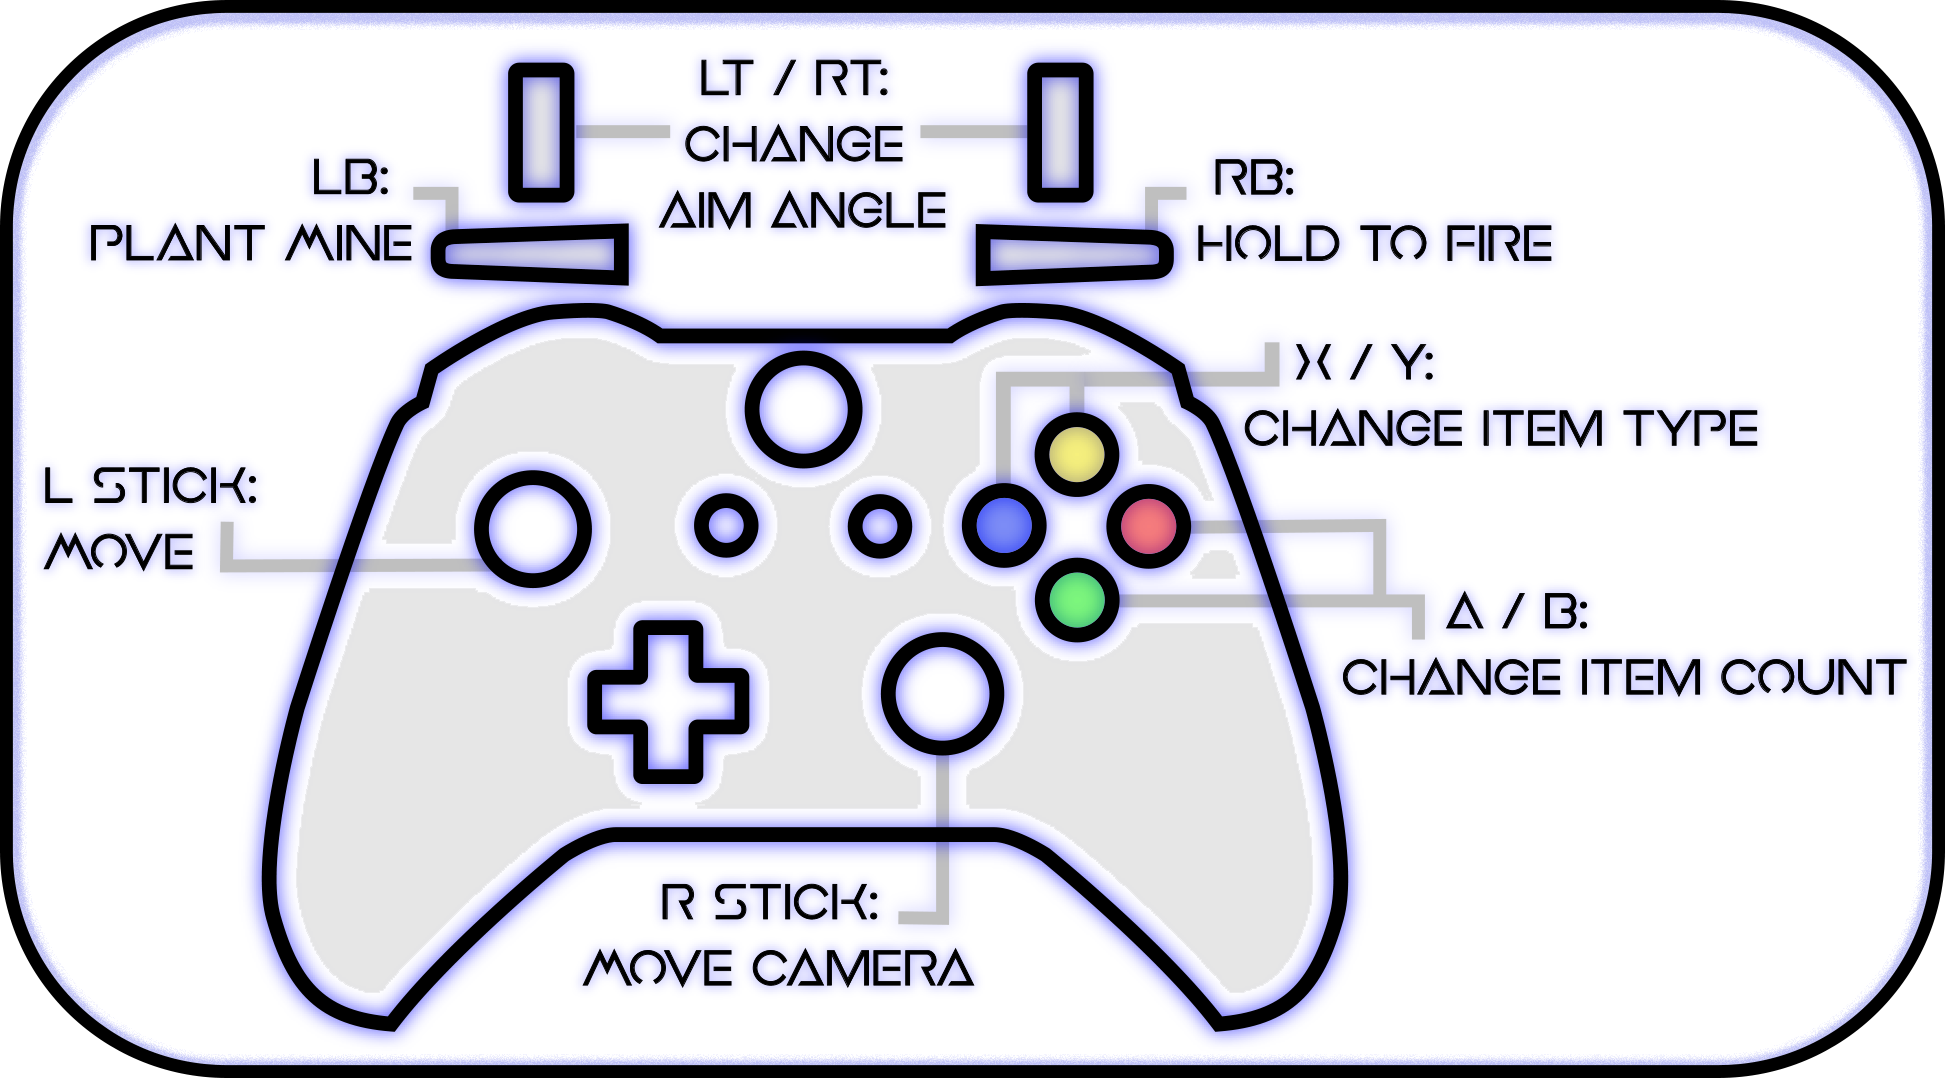 LT / RT:
CHANGE
AIM ANGLE
LB:
PLANT MINE
RB:
HOLD TO FIRE
X / Y:
CHANGE ITEM TYPE
L STICK:
MOVE
A / B:
CHANGE ITEM COUNT
R STICK:
MOVE CAMERA